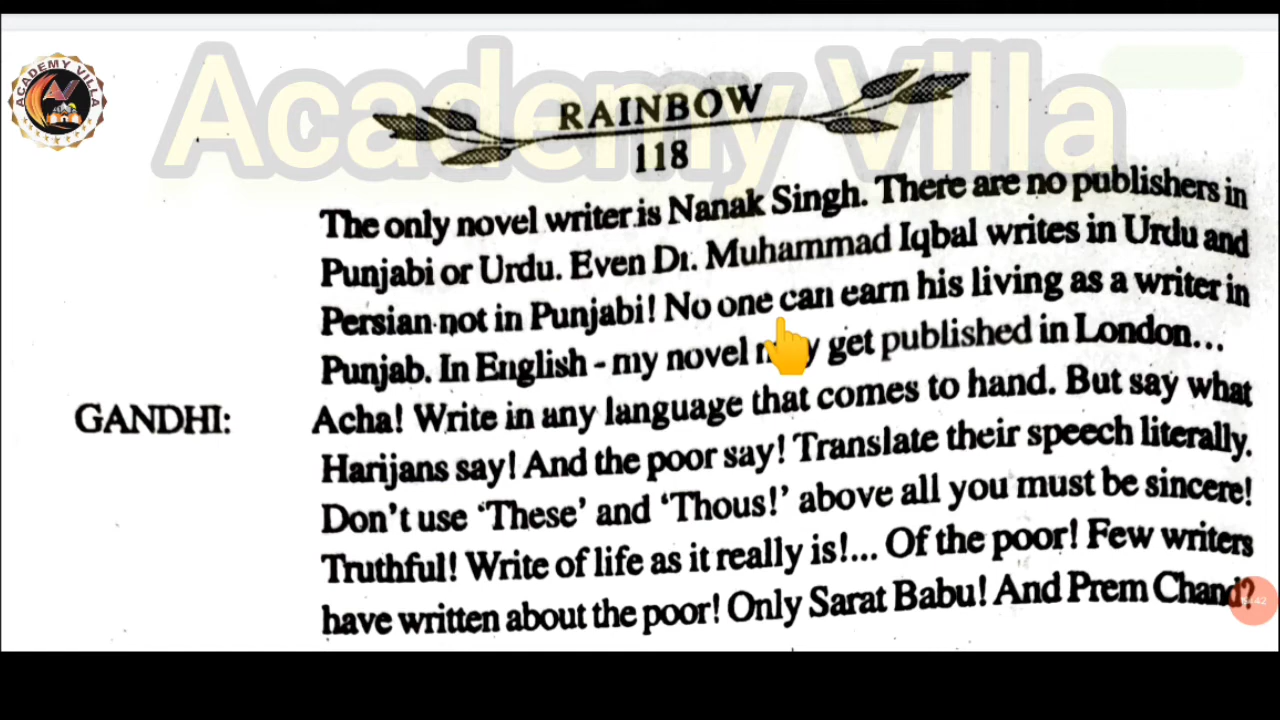 Academy Villa
ACADEMY VILLA
AV
RAINBOW
118
The only novel writer is Nanak Singh. There are no publishers in
Punjabi or Urdu. Even Dr. Muhammad Iqbal writes in Urdu and
Persian not in Punjabi! No one can earn his living as a writer in
Punjab. In English - my novel may get published in London...
GANDHI: Acha! Write in any language that comes to hand. But say what
Harijans say! And the poor say! Translate their speech literally.
Don't use 'These' and 'Thous!' above all you must be sincere!
Truthful! Write of life as it really is!... Of the poor! Few writers
have written about the poor! Only Sarat Babu! And Prem Chand?